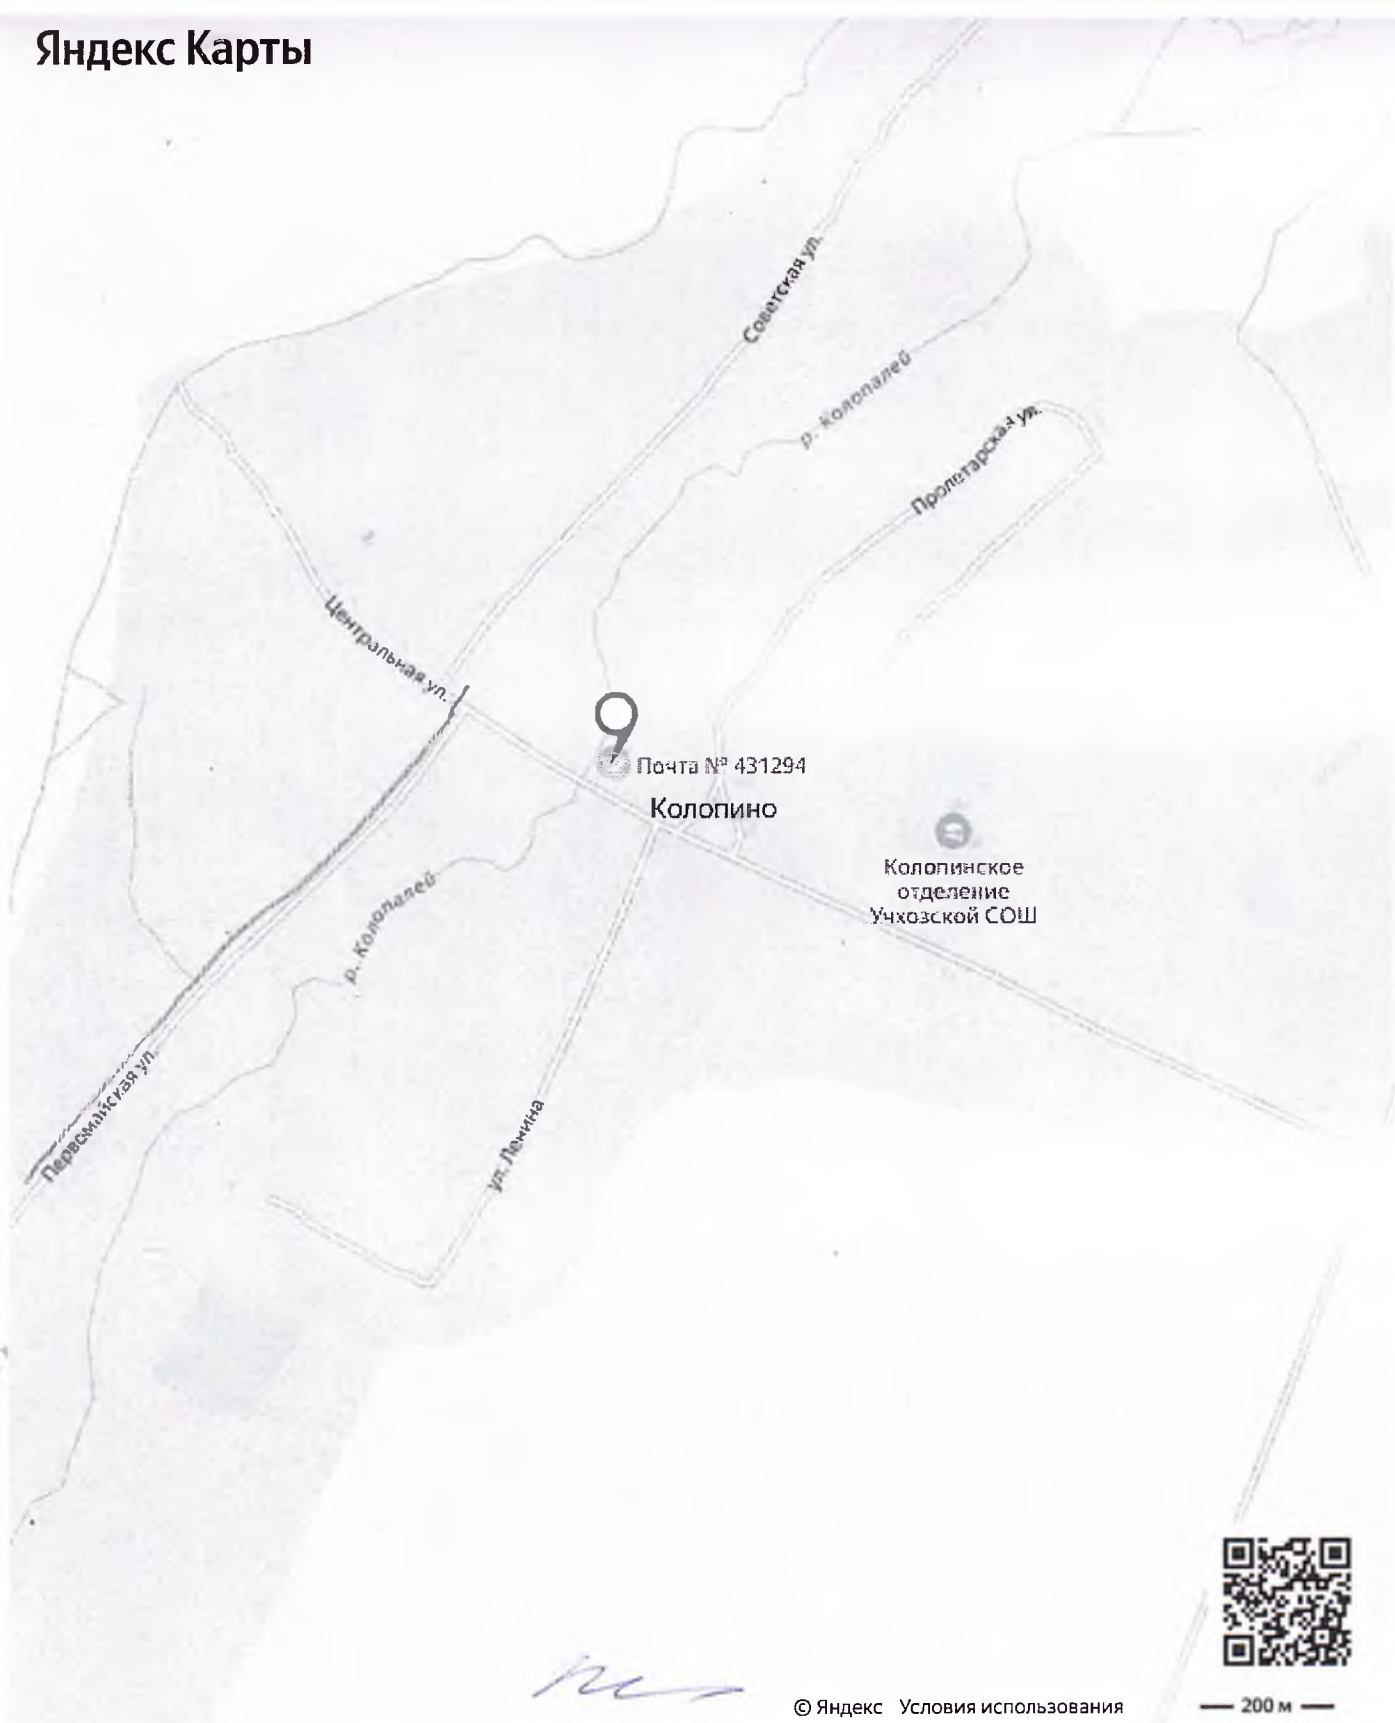 Яндекс Карты
Советская ул.
р. Колопалей
Пролетарская ул.
Центральная ул.
Почта № 431294
Колопино
Колопинское
отделение
Учхозской СОШ
р. Колопалей
Первомайская ул.
ул. Ленина
© Яндекс Условия использования
200 м